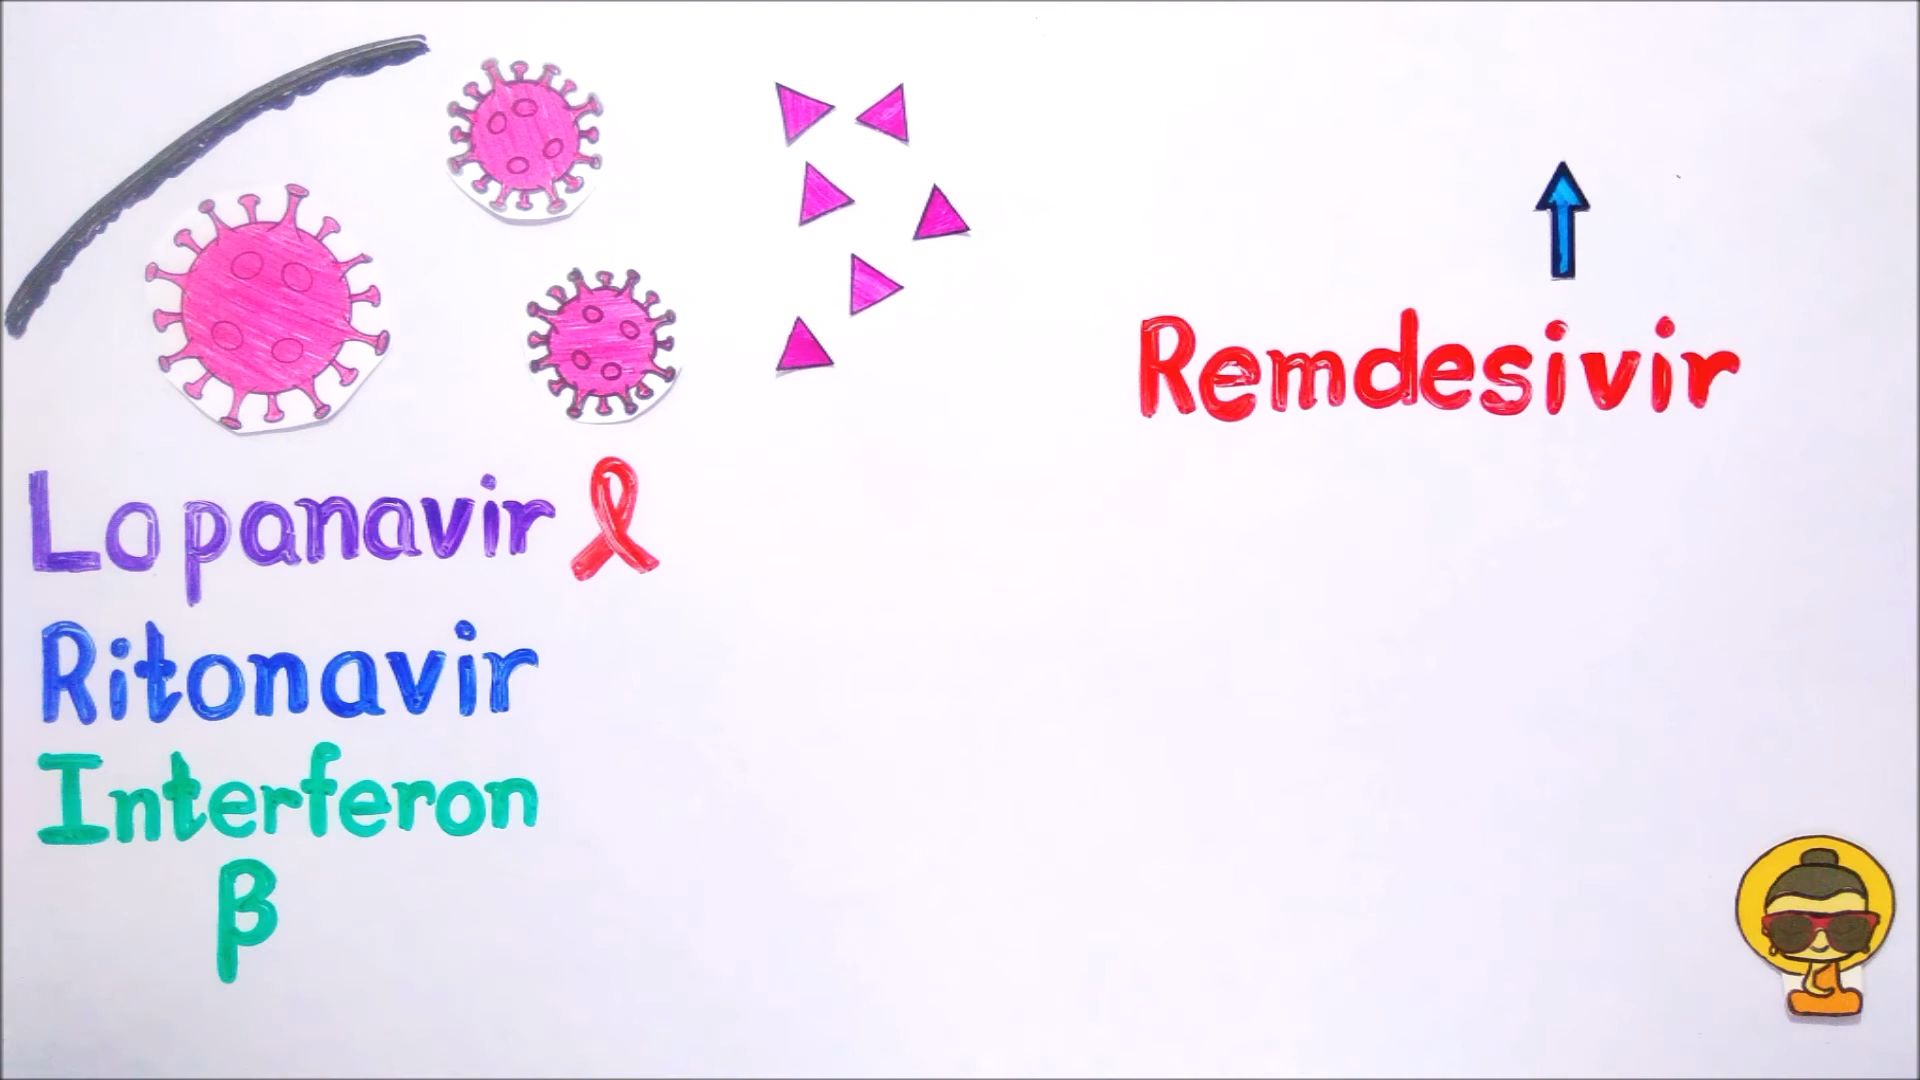 Remdesivir
Lopanavir
Ritonavir
Interferon
β